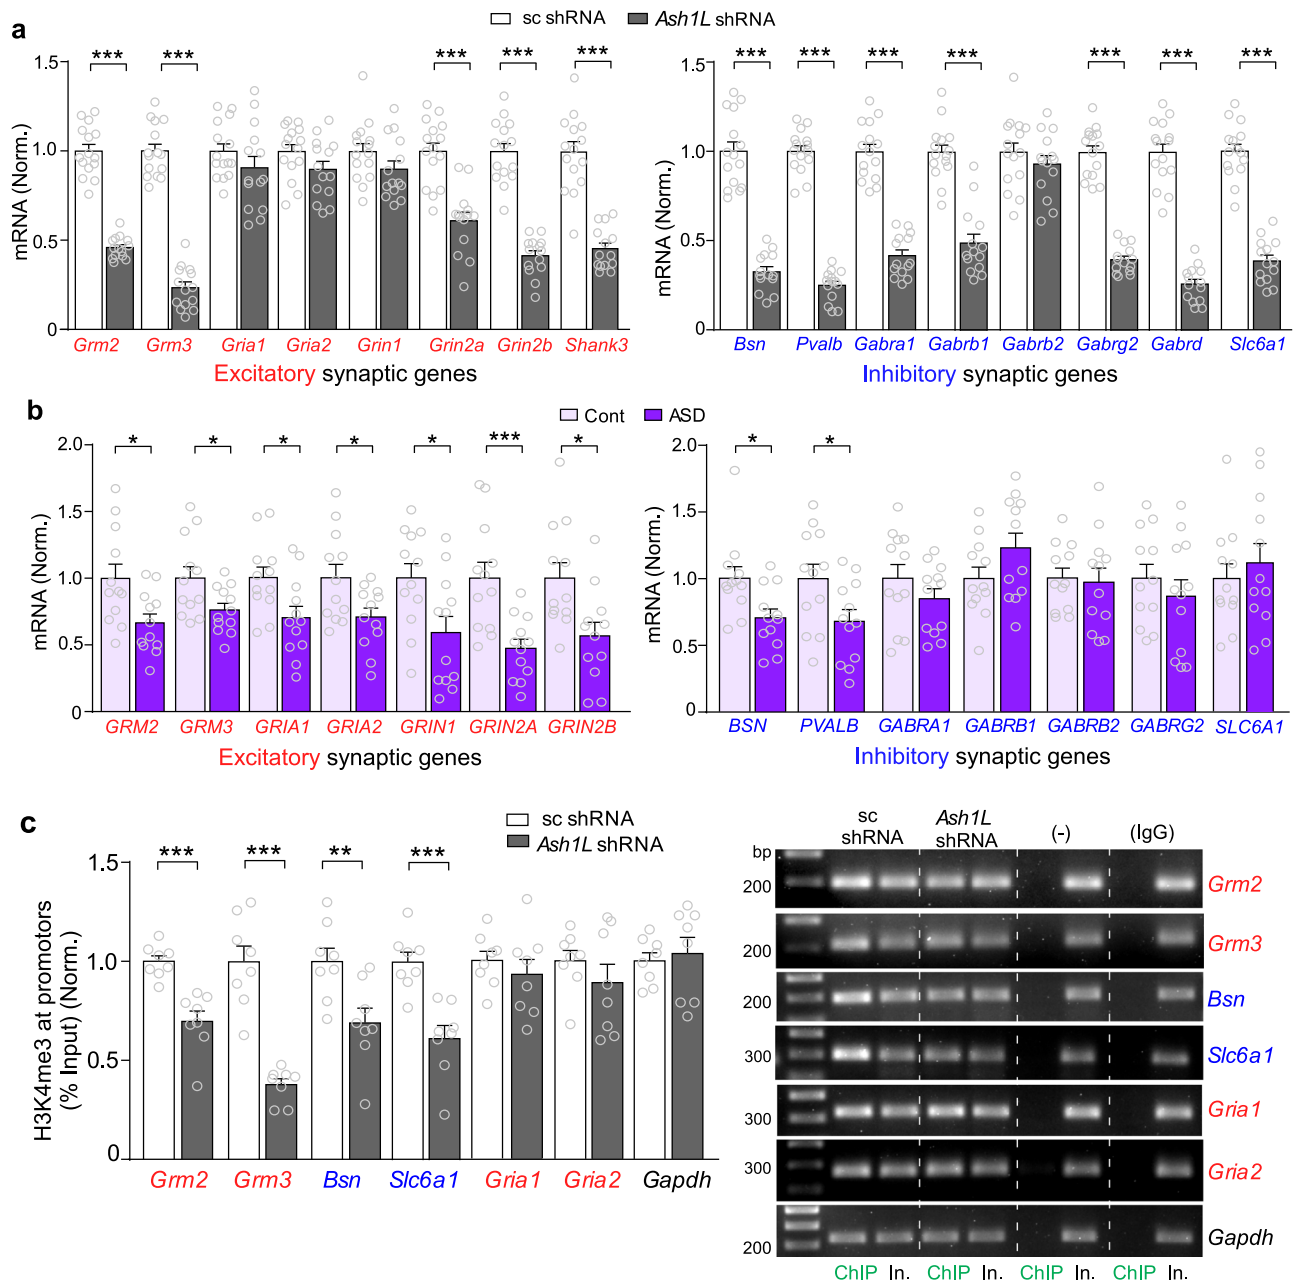 a
sc shRNA Ash1L shRNA
mRNA (Norm.)
1.5
1.0
0.5
0
*** *** *** *** ***
Grm2 Grm3 Gria1 Gria2 Grin1 Grin2a Grin2b Shank3
Excitatory synaptic genes
mRNA (Norm.)
1.5
1.0
0.5
0
*** *** *** *** *** *** ***
Bsn Pvalb Gabra1 Gabrb1 Gabrb2 Gabrg2 Gabrd Slc6a1
Inhibitory synaptic genes
b
Cont ASD
mRNA (Norm.)
2.0
1.5
1.0
0.5
0
* * * * * *** *
GRM2 GRM3 GRIA1 GRIA2 GRIN1 GRIN2A GRIN2B
Excitatory synaptic genes
mRNA (Norm.)
2.0
1.5
1.0
0.5
0
* *
BSN PVALB GABRA1 GABRB1 GABRB2 GABRG2 SLC6A1
Inhibitory synaptic genes
c
sc shRNA
Ash1L shRNA
H3K4me3 at promotors
(% Input) (Norm.)
1.5
1.0
0.5
0
*** *** ** ***
Grm2 Grm3 Bsn Slc6a1 Gria1 Gria2 Gapdh
sc shRNA
Ash1L shRNA
(-)
(IgG)
bp
200 Grm2
200 Grm3
200 Bsn
300 Slc6a1
300 Gria1
300 Gria2
200 Gapdh
ChIP In. ChIP In. ChIP In. ChIP In.